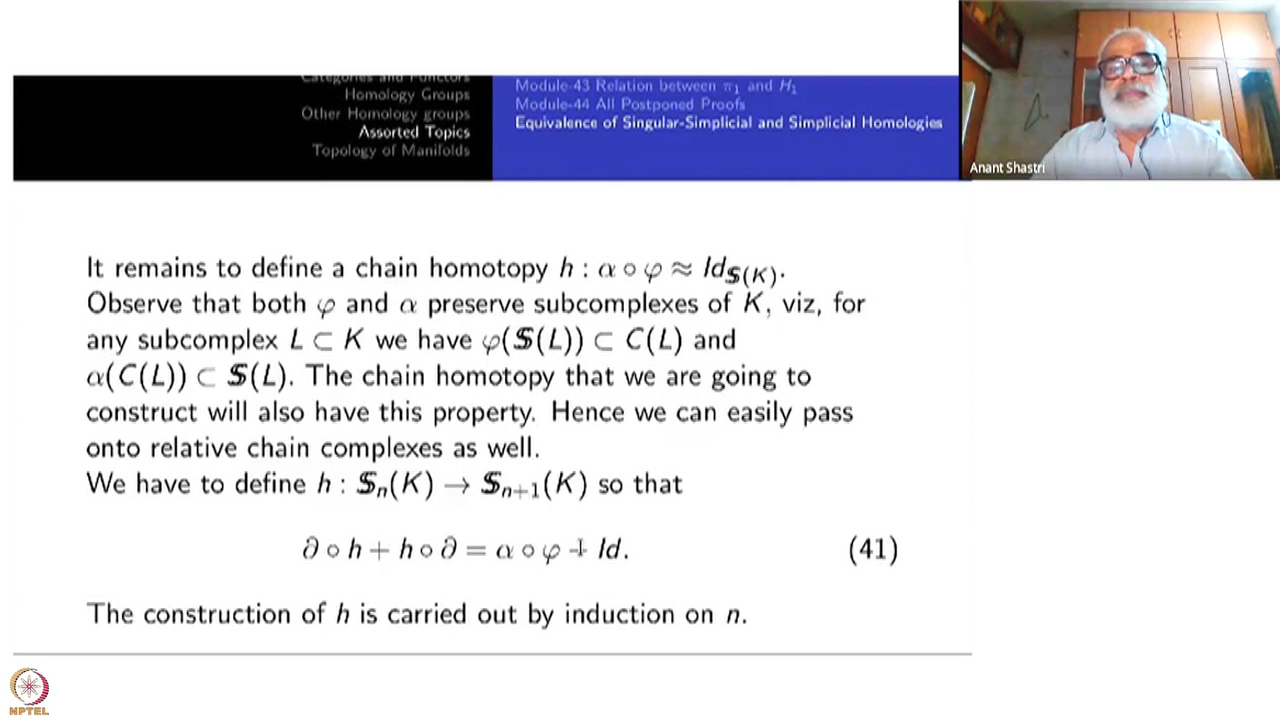 Categories and Functors
Homology Groups
Other Homology groups
Assorted Topics
Topology of Manifolds
Module-43 Relation between π₁ and H₁
Module-44 All Postponed Proofs
Equivalence of Singular-Simplicial and Simplicial Homologies
Anant Shastri
It remains to define a chain homotopy h : α ∘ φ ≈ Id_𝕊(K).
Observe that both φ and α preserve subcomplexes of K, viz, for
any subcomplex L ⊂ K we have φ(𝕊(L)) ⊂ C(L) and
α(C(L)) ⊂ 𝕊(L). The chain homotopy that we are going to
construct will also have this property. Hence we can easily pass
onto relative chain complexes as well.
We have to define h : 𝕊ₙ(K) → 𝕊ₙ₊₁(K) so that
∂ ∘ h + h ∘ ∂ = α ∘ φ − Id. (41)
The construction of h is carried out by induction on n.
NPTEL